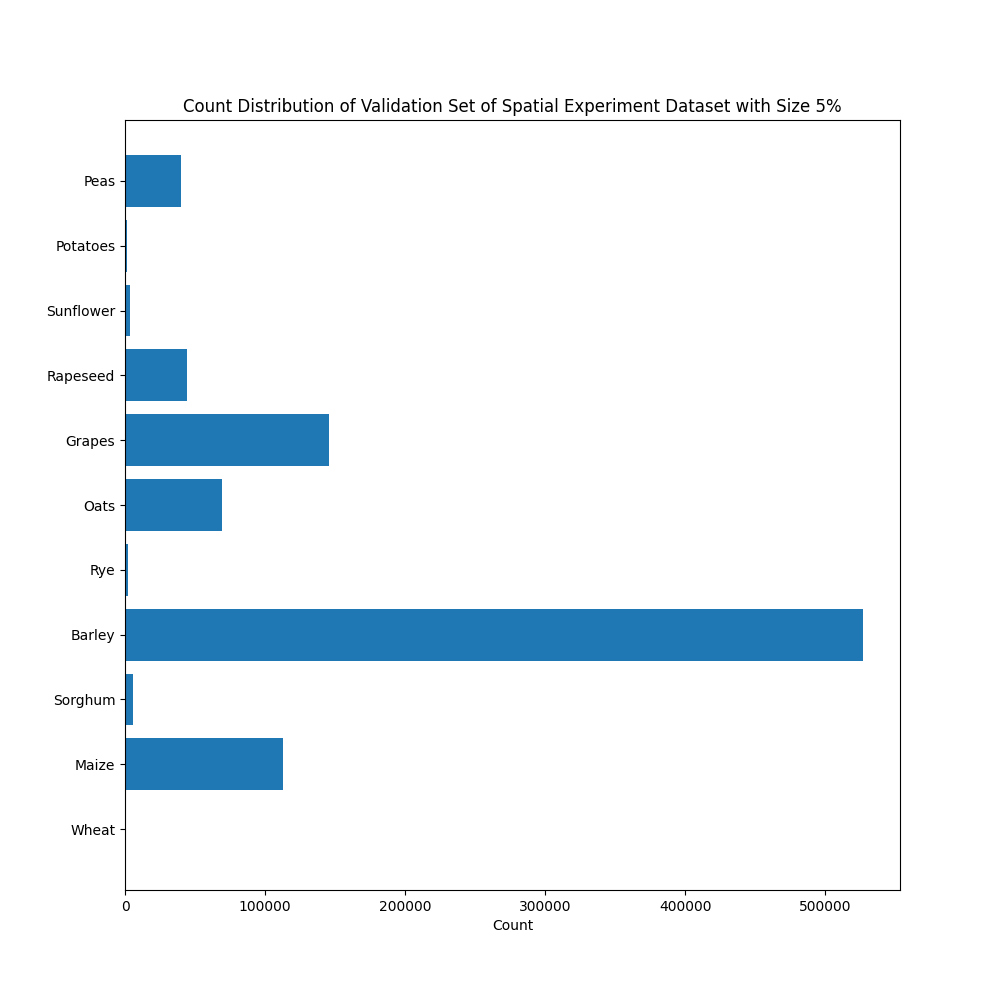 Count Distribution of Validation Set of Spatial Experiment Dataset with Size 5%
Peas
Potatoes
Sunflower
Rapeseed
Grapes
Oats
Rye
Barley
Sorghum
Maize
Wheat
0 100000 200000 300000 400000 500000
Count